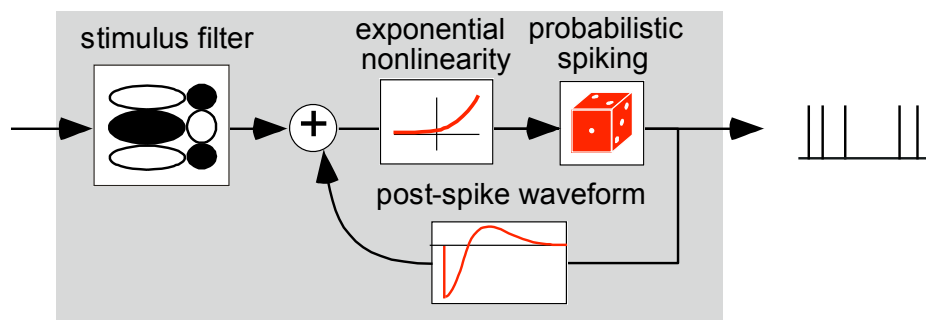 stimulus filter
exponential
nonlinearity
probabilistic
spiking
+
post-spike waveform